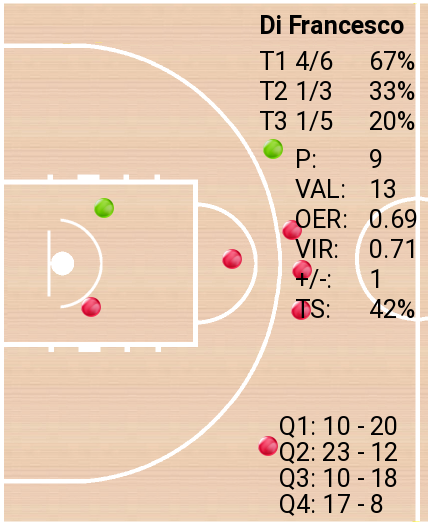 Di Francesco
T1 4/6 67%
T2 1/3 33%
T3 1/5 20%
P: 9
VAL: 13
OER: 0.69
VIR: 0.71
+/-: 1
TS: 42%
Q1: 10 - 20
Q2: 23 - 12
Q3: 10 - 18
Q4: 17 - 8